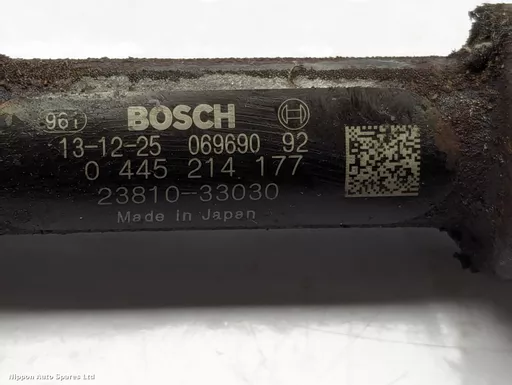 96i BOSCH
13-12-25 069690 92
0 445 214 177
23810-33030
Made in Japan
Nippon Auto Spares Ltd